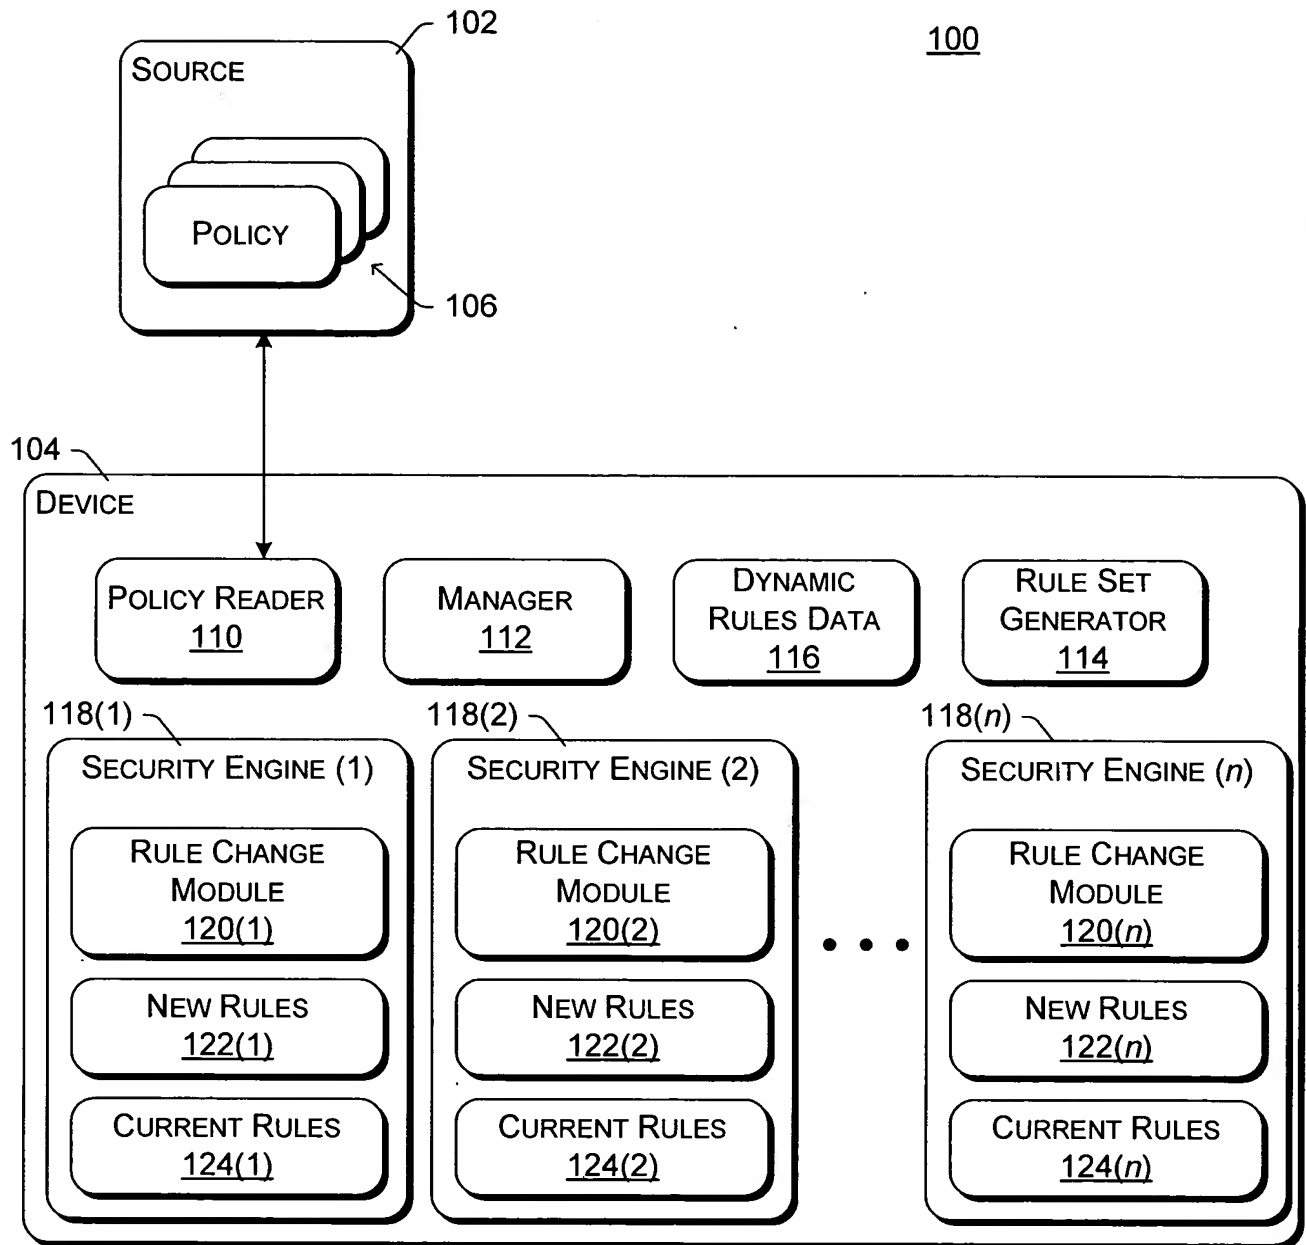 102
100
SOURCE
POLICY
106
104
DEVICE
POLICY READER
110
MANAGER
112
DYNAMIC
RULES DATA
116
RULE SET
GENERATOR
114
118(1)
SECURITY ENGINE (1)
RULE CHANGE
MODULE
120(1)
NEW RULES
122(1)
CURRENT RULES
124(1)
118(2)
SECURITY ENGINE (2)
RULE CHANGE
MODULE
120(2)
NEW RULES
122(2)
CURRENT RULES
124(2)
118(n)
SECURITY ENGINE (n)
RULE CHANGE
MODULE
120(n)
NEW RULES
122(n)
CURRENT RULES
124(n)